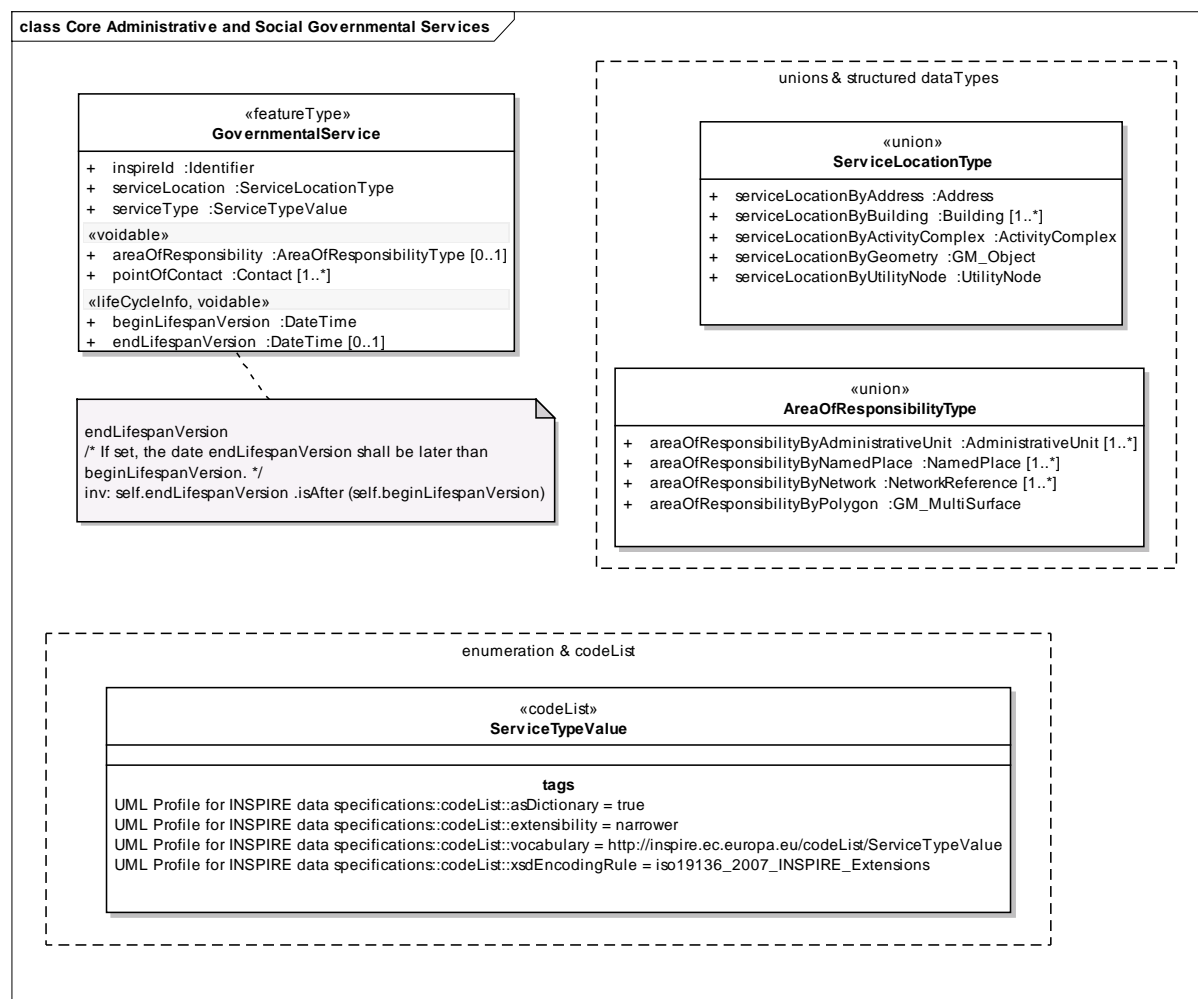 class Core Administrative and Social Governmental Services
«featureType»
GovernmentalService
+ inspireId :Identifier
+ serviceLocation :ServiceLocationType
+ serviceType :ServiceTypeValue
«voidable»
+ areaOfResponsibility :AreaOfResponsibilityType [0..1]
+ pointOfContact :Contact [1..*]
«lifeCycleInfo, voidable»
+ beginLifespanVersion :DateTime
+ endLifespanVersion :DateTime [0..1]
endLifespanVersion
/* If set, the date endLifespanVersion shall be later than
beginLifespanVersion. */
inv: self.endLifespanVersion .isAfter (self.beginLifespanVersion)
unions & structured dataTypes
«union»
ServiceLocationType
+ serviceLocationByAddress :Address
+ serviceLocationByBuilding :Building [1..*]
+ serviceLocationByActivityComplex :ActivityComplex
+ serviceLocationByGeometry :GM_Object
+ serviceLocationByUtilityNode :UtilityNode
«union»
AreaOfResponsibilityType
+ areaOfResponsibilityByAdministrativeUnit :AdministrativeUnit [1..*]
+ areaOfResponsibilityByNamedPlace :NamedPlace [1..*]
+ areaOfResponsibilityByNetwork :NetworkReference [1..*]
+ areaOfResponsibilityByPolygon :GM_MultiSurface
enumeration & codeList
«codeList»
ServiceTypeValue
tags
UML Profile for INSPIRE data specifications::codeList::asDictionary = true
UML Profile for INSPIRE data specifications::codeList::extensibility = narrower
UML Profile for INSPIRE data specifications::codeList::vocabulary = http://inspire.ec.europa.eu/codeList/ServiceTypeValue
UML Profile for INSPIRE data specifications::codeList::xsdEncodingRule = iso19136_2007_INSPIRE_Extensions